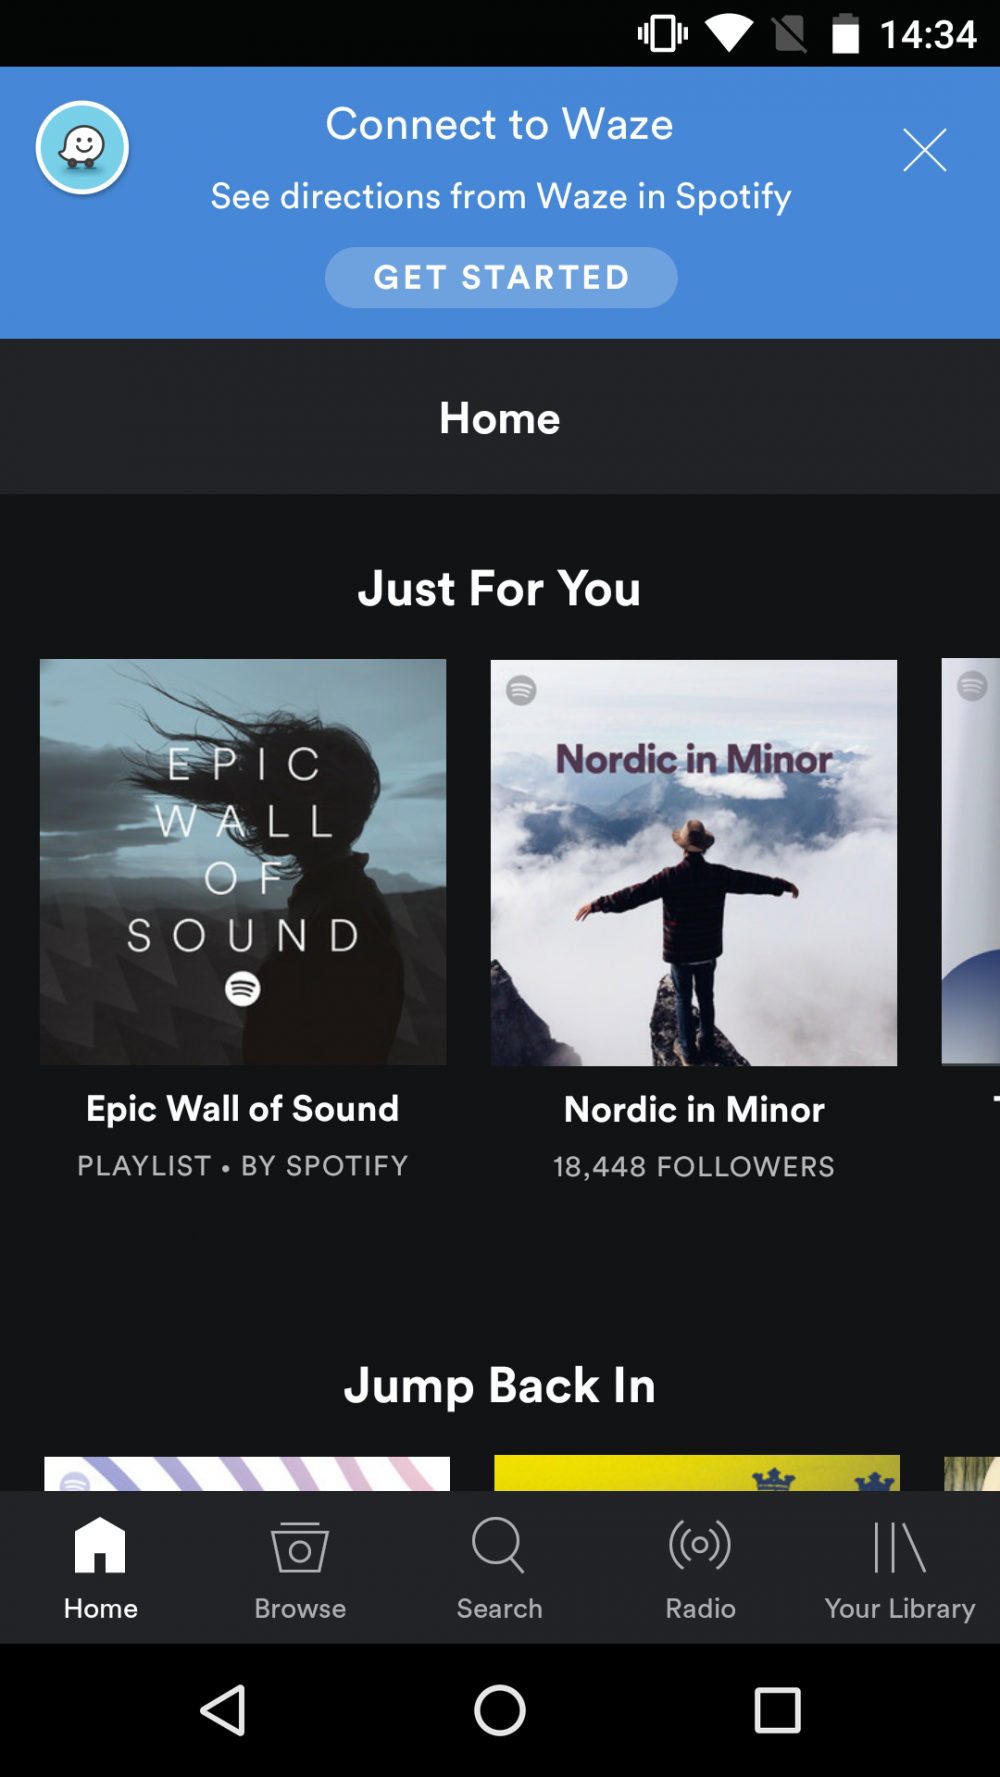 14:34
Connect to Waze
See directions from Waze in Spotify
GET STARTED
Home
Just For You
EPIC
WALL
OF
SOUND
Nordic in Minor
Epic Wall of Sound
PLAYLIST • BY SPOTIFY
Nordic in Minor
18,448 FOLLOWERS
Jump Back In
Home
Browse
Search
Radio
Your Library